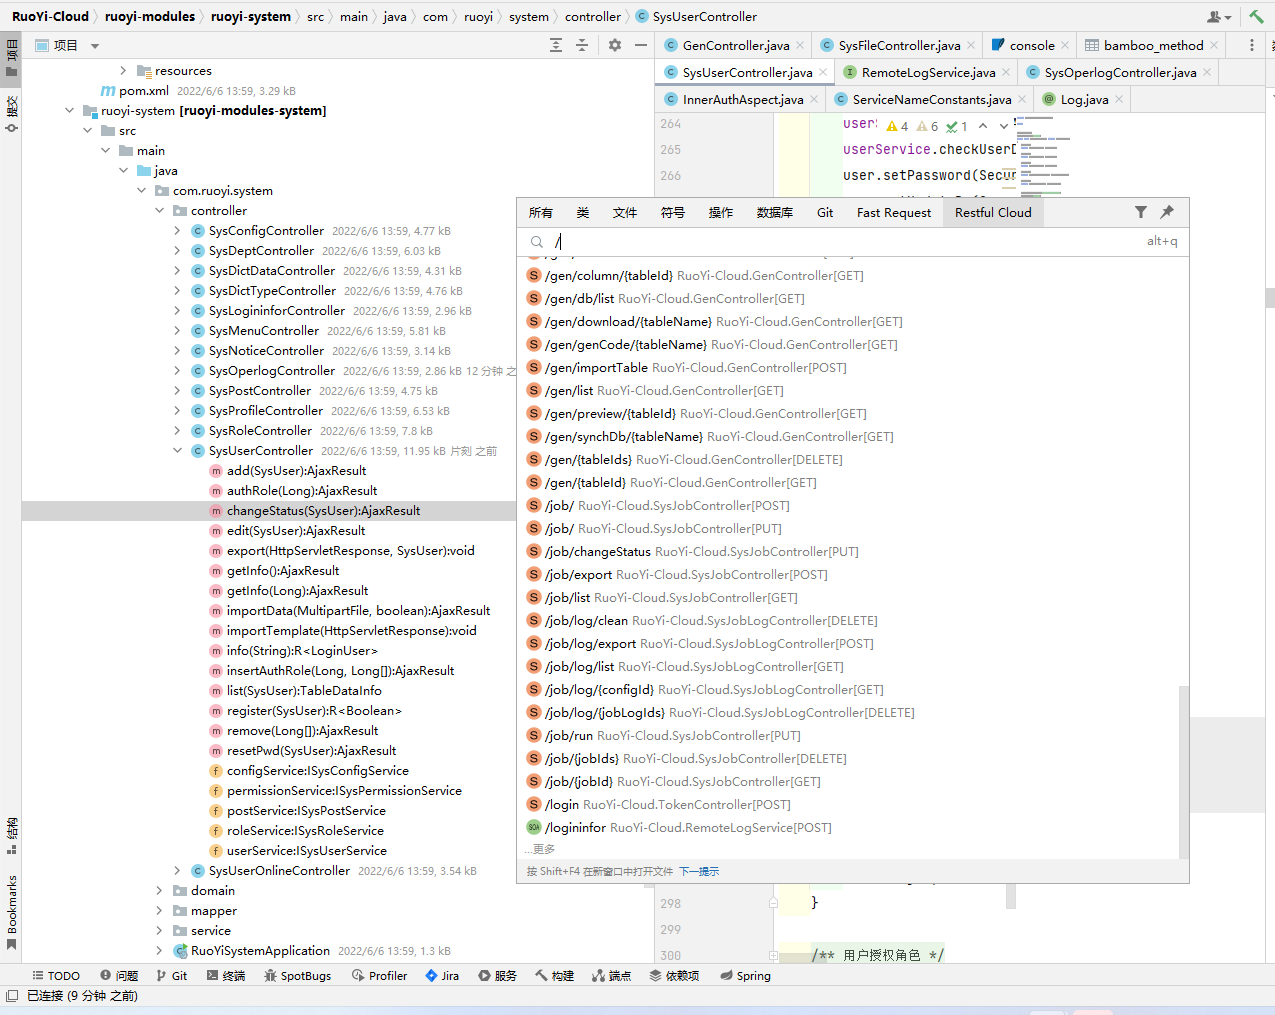 RuoYi-Cloud ruoyi-modules ruoyi-system src main java com ruoyi system controller SysUserController
项目
GenController.java SysFileController.java console bamboo_method
SysUserController.java RemoteLogService.java SysOperlogController.java
InnerAuthAspect.java ServiceNameConstants.java Log.java
项目
提交
结构
Bookmarks
resources
pom.xml 2022/6/6 13:59, 3.29 kB
ruoyi-system [ruoyi-modules-system]
src
main
java
com.ruoyi.system
controller
SysConfigController 2022/6/6 13:59, 4.77 kB
SysDeptController 2022/6/6 13:59, 6.03 kB
SysDictDataController 2022/6/6 13:59, 4.31 kB
SysDictTypeController 2022/6/6 13:59, 4.76 kB
SysLogininforController 2022/6/6 13:59, 2.96 kB
SysMenuController 2022/6/6 13:59, 5.81 kB
SysNoticeController 2022/6/6 13:59, 3.14 kB
SysOperlogController 2022/6/6 13:59, 2.86 kB 12 分钟 之
SysPostController 2022/6/6 13:59, 4.75 kB
SysProfileController 2022/6/6 13:59, 6.53 kB
SysRoleController 2022/6/6 13:59, 7.8 kB
SysUserController 2022/6/6 13:59, 11.95 kB 片刻 之前
add(SysUser):AjaxResult
authRole(Long):AjaxResult
changeStatus(SysUser):AjaxResult
edit(SysUser):AjaxResult
export(HttpServletResponse, SysUser):void
getInfo():AjaxResult
getInfo(Long):AjaxResult
importData(MultipartFile, boolean):AjaxResult
importTemplate(HttpServletResponse):void
info(String):R<LoginUser>
insertAuthRole(Long, Long[]):AjaxResult
list(SysUser):TableDataInfo
register(SysUser):R<Boolean>
remove(Long[]):AjaxResult
resetPwd(SysUser):AjaxResult
configService:ISysConfigService
permissionService:ISysPermissionService
postService:ISysPostService
roleService:ISysRoleService
userService:ISysUserService
SysUserOnlineController 2022/6/6 13:59, 3.54 kB
domain
mapper
service
RuoYiSystemApplication 2022/6/6 13:59, 1.3 kB
264 userS 4 6 1
265 userService.checkUserD
266 user.setPassword(Secur
所有 类 文件 符号 操作 数据库 Git Fast Request Restful Cloud
/ alt+q
/gen/column/{tableId} RuoYi-Cloud.GenController[GET]
/gen/db/list RuoYi-Cloud.GenController[GET]
/gen/download/{tableName} RuoYi-Cloud.GenController[GET]
/gen/genCode/{tableName} RuoYi-Cloud.GenController[GET]
/gen/importTable RuoYi-Cloud.GenController[POST]
/gen/list RuoYi-Cloud.GenController[GET]
/gen/preview/{tableId} RuoYi-Cloud.GenController[GET]
/gen/synchDb/{tableName} RuoYi-Cloud.GenController[GET]
/gen/{tableIds} RuoYi-Cloud.GenController[DELETE]
/gen/{tableId} RuoYi-Cloud.GenController[GET]
/job/ RuoYi-Cloud.SysJobController[POST]
/job/ RuoYi-Cloud.SysJobController[PUT]
/job/changeStatus RuoYi-Cloud.SysJobController[PUT]
/job/export RuoYi-Cloud.SysJobController[POST]
/job/list RuoYi-Cloud.SysJobController[GET]
/job/log/clean RuoYi-Cloud.SysJobLogController[DELETE]
/job/log/export RuoYi-Cloud.SysJobLogController[POST]
/job/log/list RuoYi-Cloud.SysJobLogController[GET]
/job/log/{configId} RuoYi-Cloud.SysJobLogController[GET]
/job/log/{jobLogIds} RuoYi-Cloud.SysJobLogController[DELETE]
/job/run RuoYi-Cloud.SysJobController[PUT]
/job/{jobIds} RuoYi-Cloud.SysJobController[DELETE]
/job/{jobId} RuoYi-Cloud.SysJobController[GET]
/login RuoYi-Cloud.TokenController[POST]
/logininfor RuoYi-Cloud.RemoteLogService[POST]
...更多
按 Shift+F4 在新窗口中打开文件 下一提示
298 }
299
300 /** 用户授权角色 */
TODO 问题 Git 终端 SpotBugs Profiler Jira 服务 构建 端点 依赖项 Spring
已连接 (9 分钟 之前)